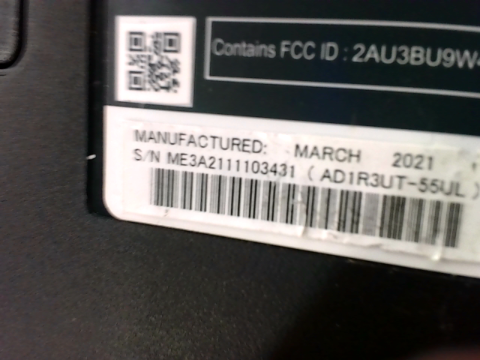 Contains FCC ID : 2AU3BU9W
MANUFACTURED: MARCH 2021
S/N ME3A2111103431 ( AD1R3UT-55UL )